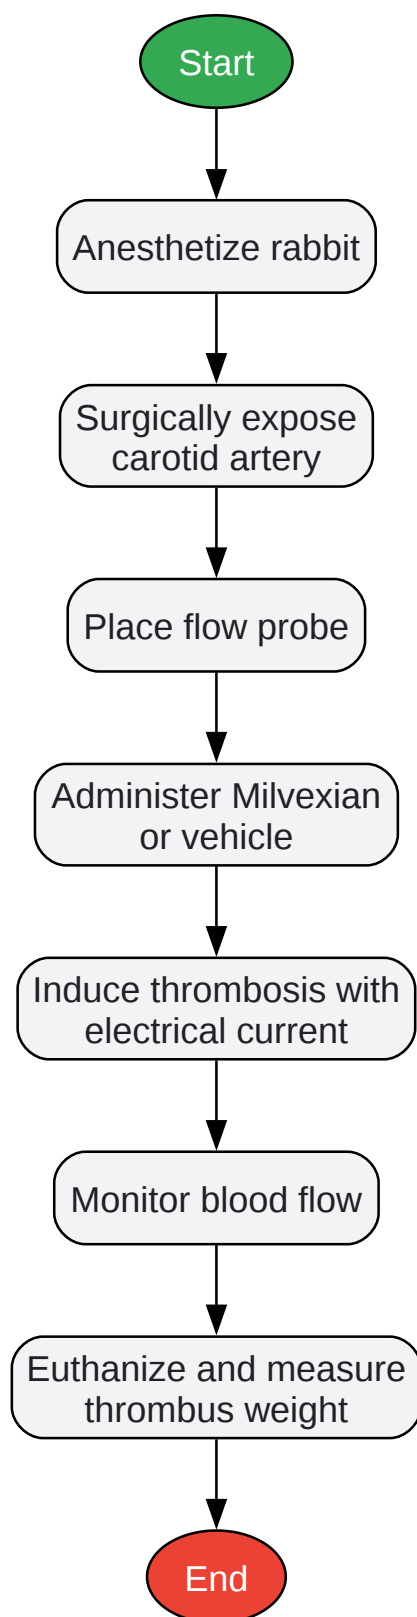 Start
Anesthetize rabbit
Surgically expose
carotid artery
Place flow probe
Administer Milvexian
or vehicle
Induce thrombosis with
electrical current
Monitor blood flow
Euthanize and measure
thrombus weight
End